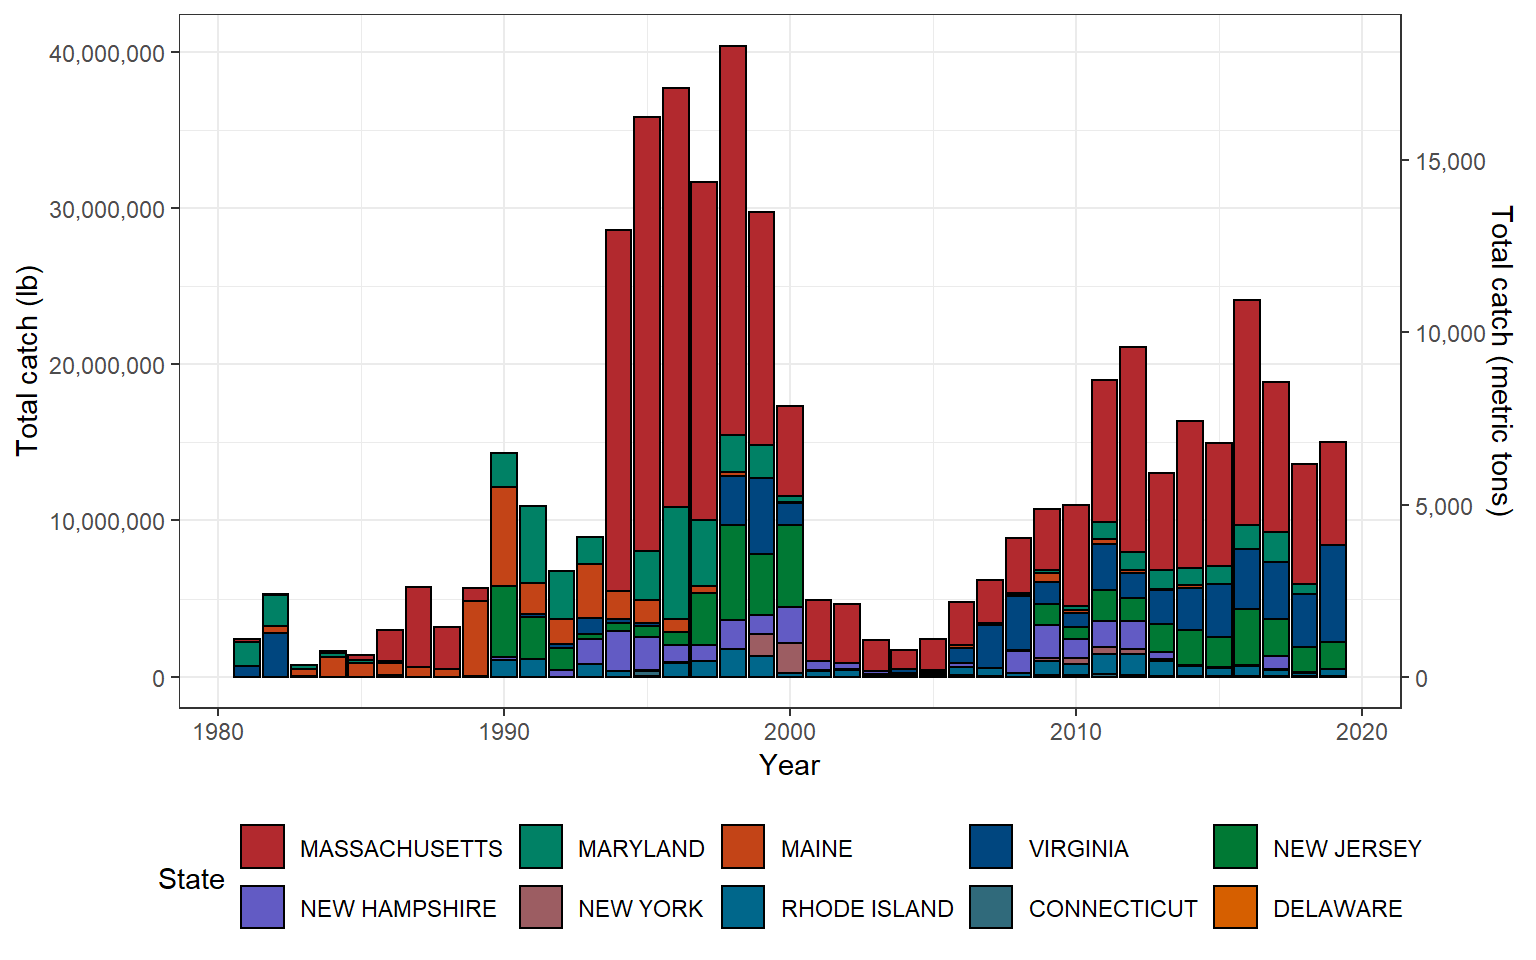 40,000,000
30,000,000
20,000,000
10,000,000
0
Total catch (lb)
15,000
10,000
5,000
0
Total catch (metric tons)
1980 1990 2000 2010 2020
Year
State
MASSACHUSETTS MARYLAND MAINE VIRGINIA NEW JERSEY
NEW HAMPSHIRE NEW YORK RHODE ISLAND CONNECTICUT DELAWARE